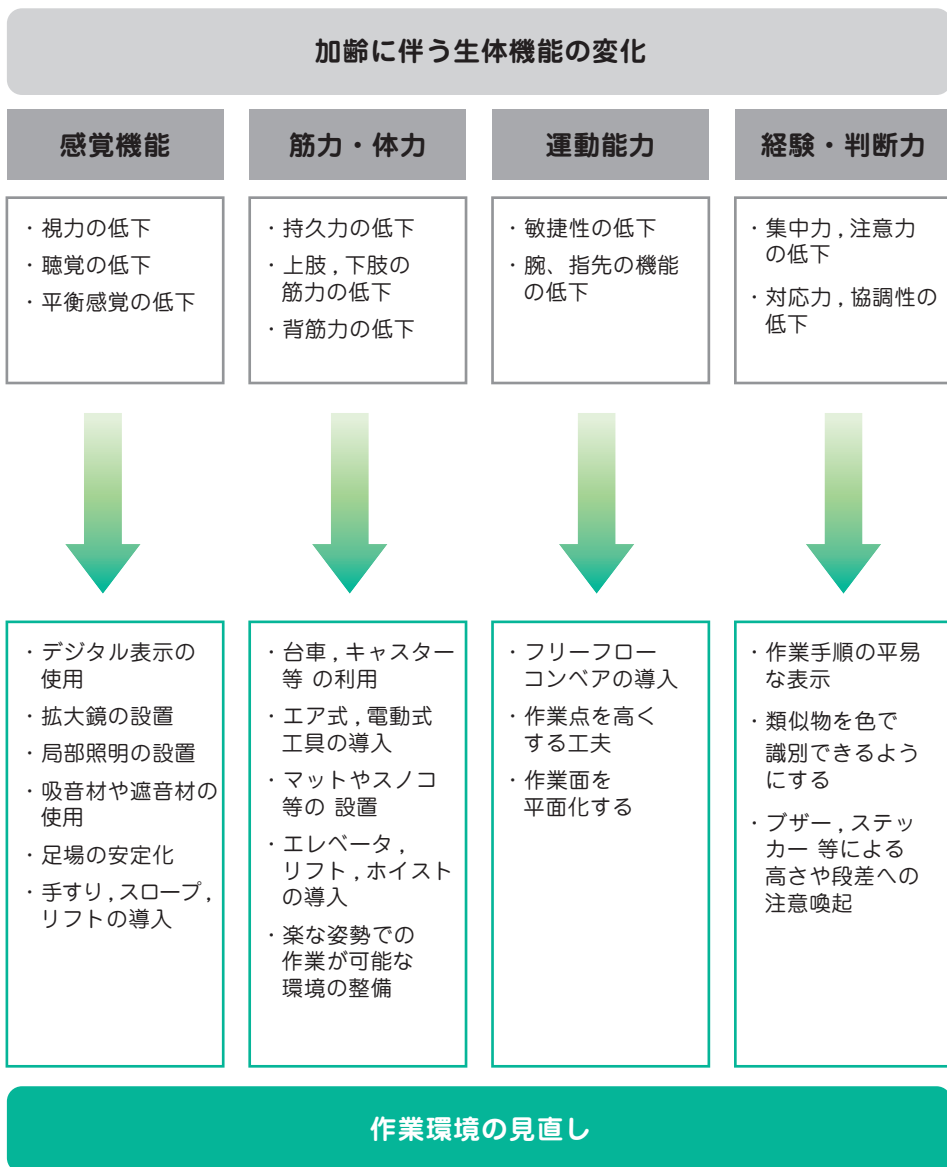 加齢に伴う生体機能の変化
感覚機能
・視力の低下
・聴覚の低下
・平衡感覚の低下
筋力・体力
・持久力の低下
・上肢 , 下肢の
筋力の低下
・背筋力の低下
運動能力
・敏捷性の低下
・腕、指先の機能
の低下
経験・判断力
・集中力 , 注意力
の低下
・対応力 , 協調性の
低下
・デジタル表示の
使用
・拡大鏡の設置
・局部照明の設置
・吸音材や遮音材の
使用
・足場の安定化
・手すり , スロープ ,
リフトの導入
・台車 , キャスター
等 の利用
・エア式 , 電動式
工具の導入
・マットやスノコ
等の 設置
・エレベータ ,
リフト , ホイスト
の導入
・楽な姿勢での
作業が可能な
環境の整備
・フリーフロー
コンベアの導入
・作業点を高く
する工夫
・作業面を
平面化する
・作業手順の平易
な表示
・類似物を色で
識別できるよう
にする
・ブザー , ステッ
カー 等による
高さや段差への
注意喚起
作業環境の見直し